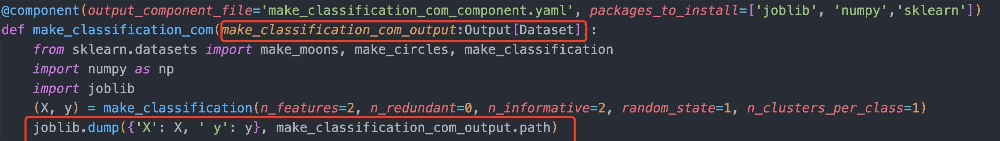 @component(output_component_file='make_classification_com_component.yaml', packages_to_install=['joblib', 'numpy','sklearn'])
def make_classification_com(make_classification_com_output:Output[Dataset]):
    from sklearn.datasets import make_moons, make_circles, make_classification
    import numpy as np
    import joblib
    (X, y) = make_classification(n_features=2, n_redundant=0, n_informative=2, random_state=1, n_clusters_per_class=1)
    joblib.dump({'X': X, ' y': y}, make_classification_com_output.path)